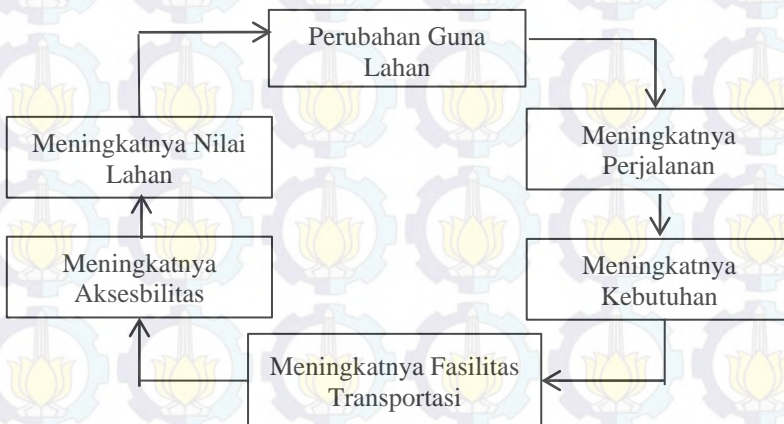 Perubahan Guna
Lahan
Meningkatnya
Perjalanan
Meningkatnya
Kebutuhan
Meningkatnya Fasilitas
Transportasi
Meningkatnya
Aksesbilitas
Meningkatnya Nilai
Lahan